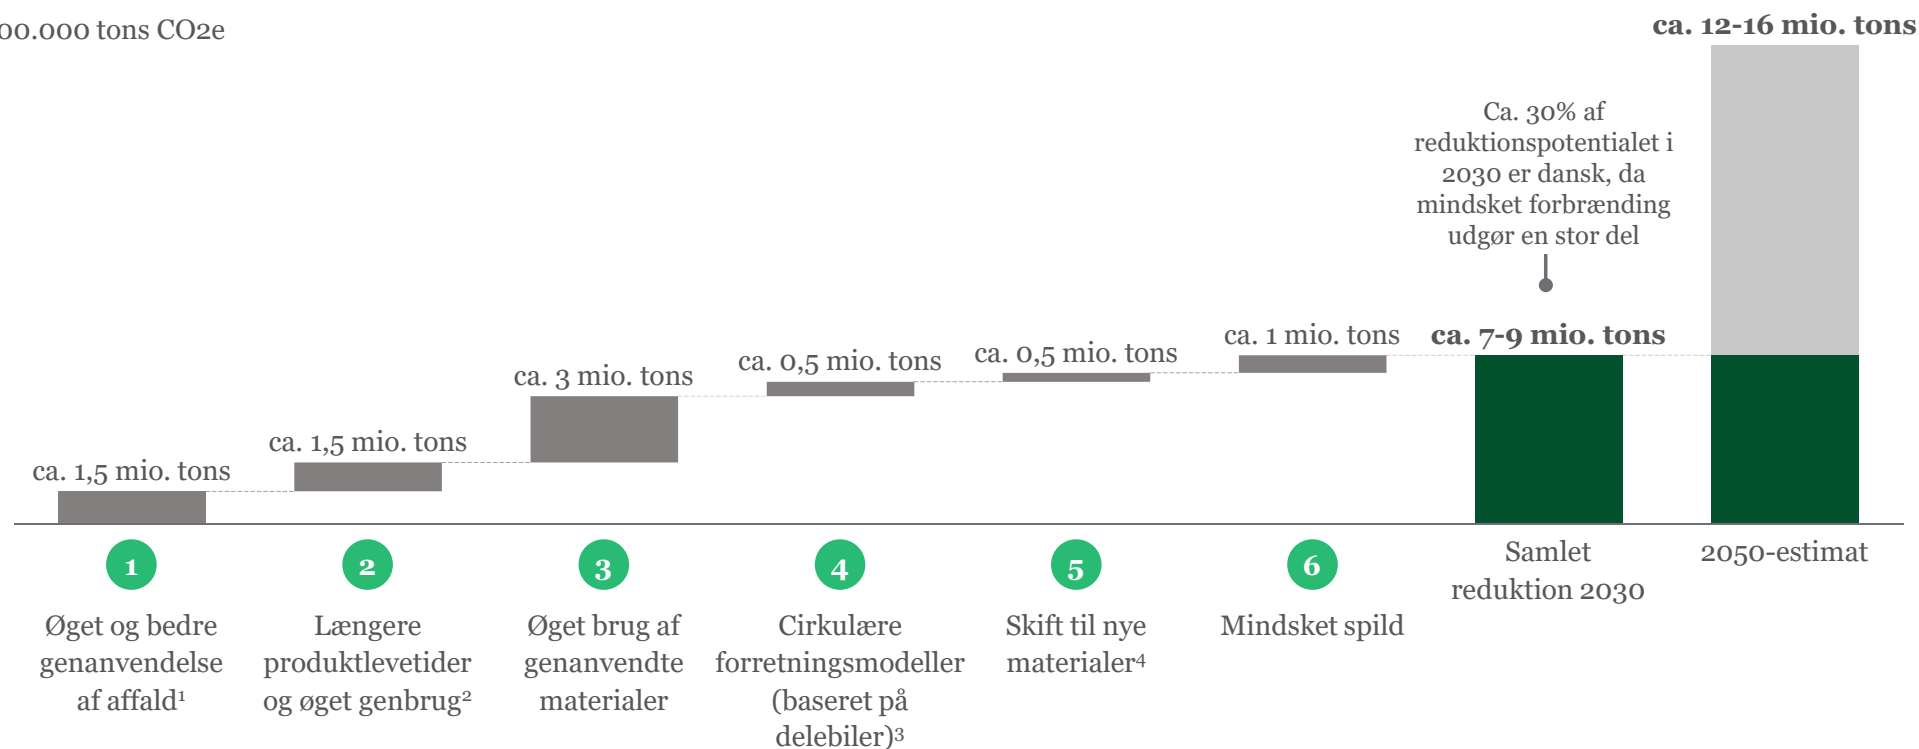 00.000 tons CO2e
ca. 12-16 mio. tons
Ca. 30% af
reduktionspotentialet i
2030 er dansk, da
mindsket forbrænding
udgør en stor del
ca. 1,5 mio. tons
ca. 1,5 mio. tons
ca. 3 mio. tons
ca. 0,5 mio. tons
ca. 0,5 mio. tons
ca. 1 mio. tons
ca. 7-9 mio. tons
1
Øget og bedre
genanvendelse
af affald¹
2
Længere
produktlevetider
og øget genbrug²
3
Øget brug af
genanvendte
materialer
4
Cirkulære
forretningsmodeller
(baseret på
delebiler)³
5
Skift til nye
materialer⁴
6
Mindsket spild
Samlet
reduktion 2030
2050-estimat